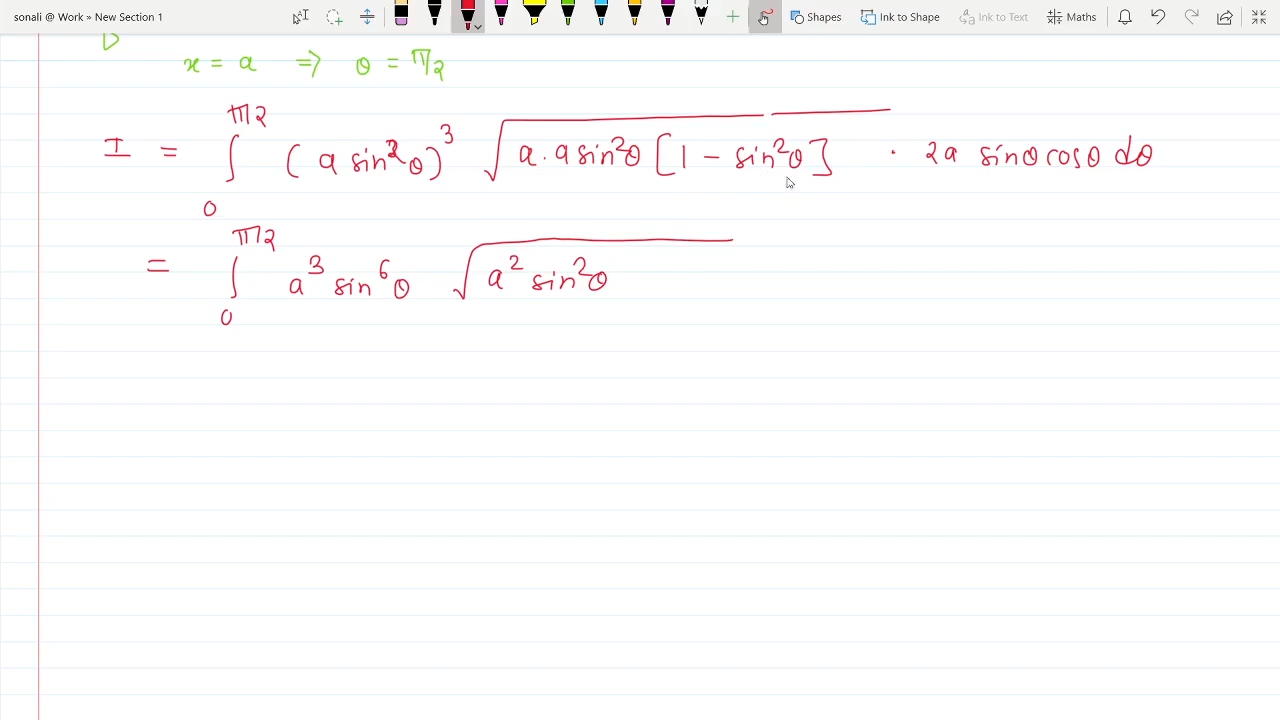 sonali @ Work » New Section 1 Shapes Ink to Shape Ink to Text Maths
x = a ⇒ θ = π/2
I = ∫₀^{π/2} (a sin²θ)³ √(a·a sin²θ [1 − sin²θ]) · 2a sinθ cosθ dθ
= ∫₀^{π/2} a³ sin⁶θ √(a² sin²θ